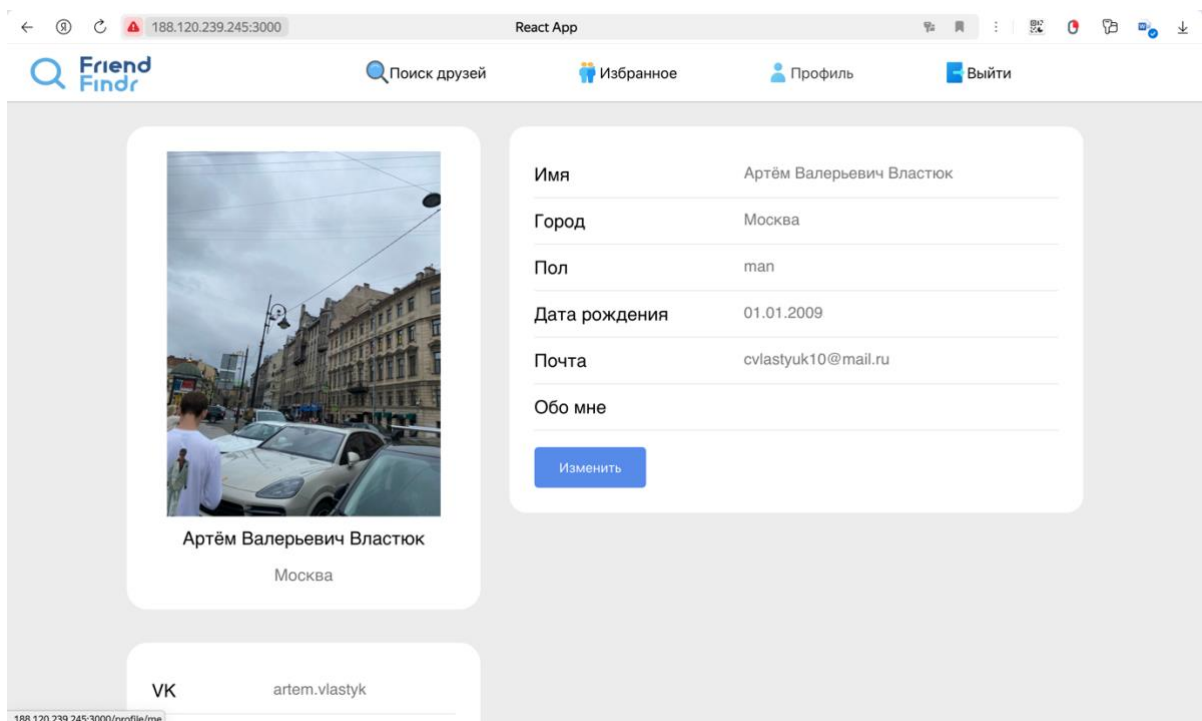 188.120.239.245:3000
React App
Friend
Findr
Поиск друзей
Избранное
Профиль
Выйти
Имя
Артём Валерьевич Властюк
Город
Москва
Пол
man
Дата рождения
01.01.2009
Почта
cvlastyuk10@mail.ru
Обо мне
Изменить
Артём Валерьевич Властюк
Москва
VK
artem.vlastyk
188.120.239.245:3000/profile/me